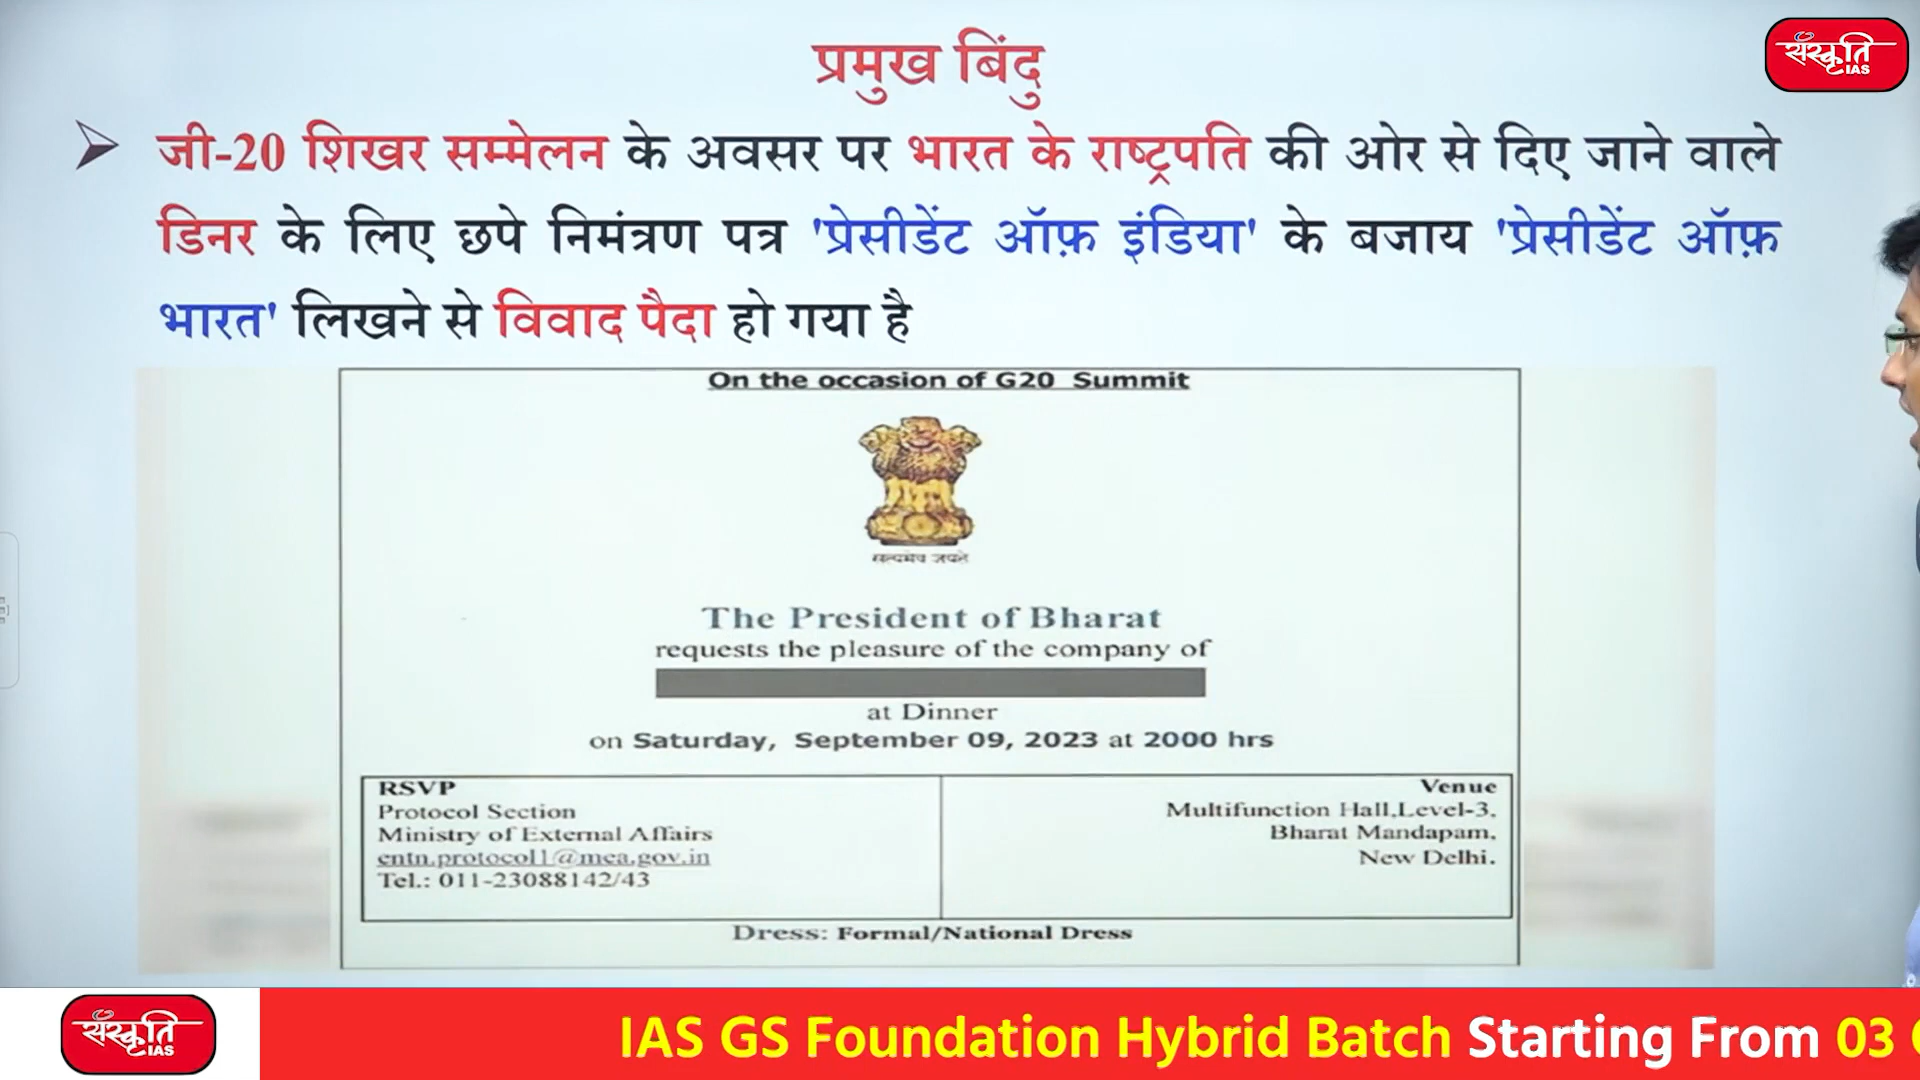 प्रमुख बिंदु
संस्कृति
IAS
जी-20 शिखर सम्मेलन के अवसर पर भारत के राष्ट्रपति की ओर से दिए जाने वाले
डिनर के लिए छपे निमंत्रण पत्र 'प्रेसीडेंट ऑफ़ इंडिया' के बजाय 'प्रेसीडेंट ऑफ़
भारत' लिखने से विवाद पैदा हो गया है
On the occasion of G20 Summit
सत्यमेव जयते
The President of Bharat
requests the pleasure of the company of
at Dinner
on Saturday, September 09, 2023 at 2000 hrs
RSVP
Protocol Section
Ministry of External Affairs
entn.protocol1@mea.gov.in
Tel.: 011-23088142/43
Venue
Multifunction Hall,Level-3,
Bharat Mandapam,
New Delhi.
Dress: Formal/National Dress
संस्कृति
IAS
IAS GS Foundation Hybrid Batch Starting From 03